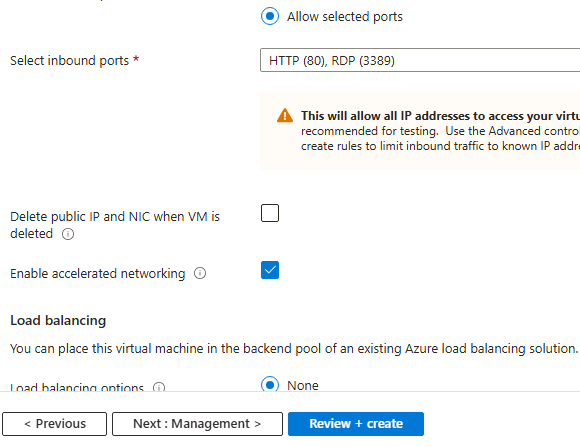 Allow selected ports
Select inbound ports *
HTTP (80), RDP (3389)
This will allow all IP addresses to access your virtu
recommended for testing. Use the Advanced contro
create rules to limit inbound traffic to known IP addre
Delete public IP and NIC when VM is
deleted
Enable accelerated networking
Load balancing
You can place this virtual machine in the backend pool of an existing Azure load balancing solution.
Load balancing options
None
< Previous
Next : Management >
Review + create